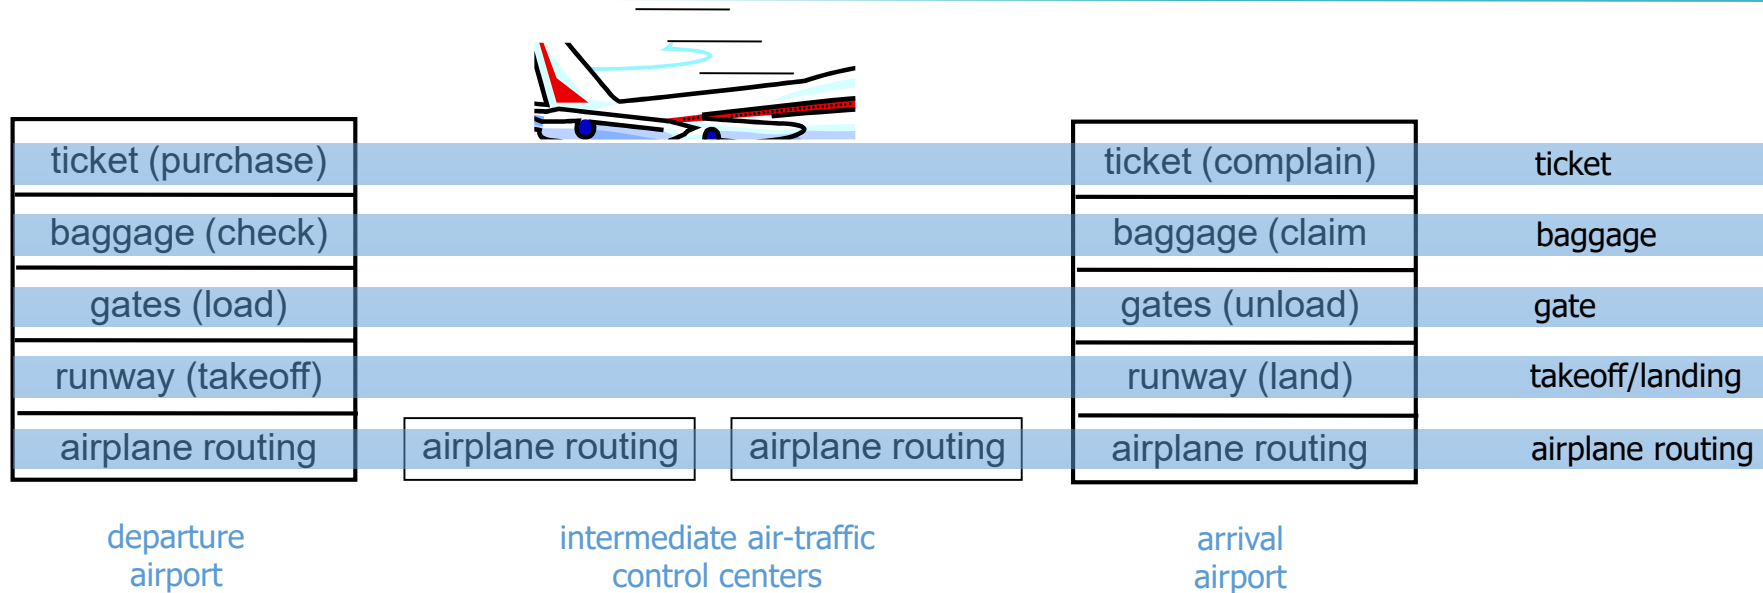 ticket (purchase)
ticket (complain)
ticket
baggage (check)
baggage (claim
baggage
gates (load)
gates (unload)
gate
runway (takeoff)
runway (land)
takeoff/landing
airplane routing
airplane routing
airplane routing
airplane routing
airplane routing
departure
airport
intermediate air-traffic
control centers
arrival
airport